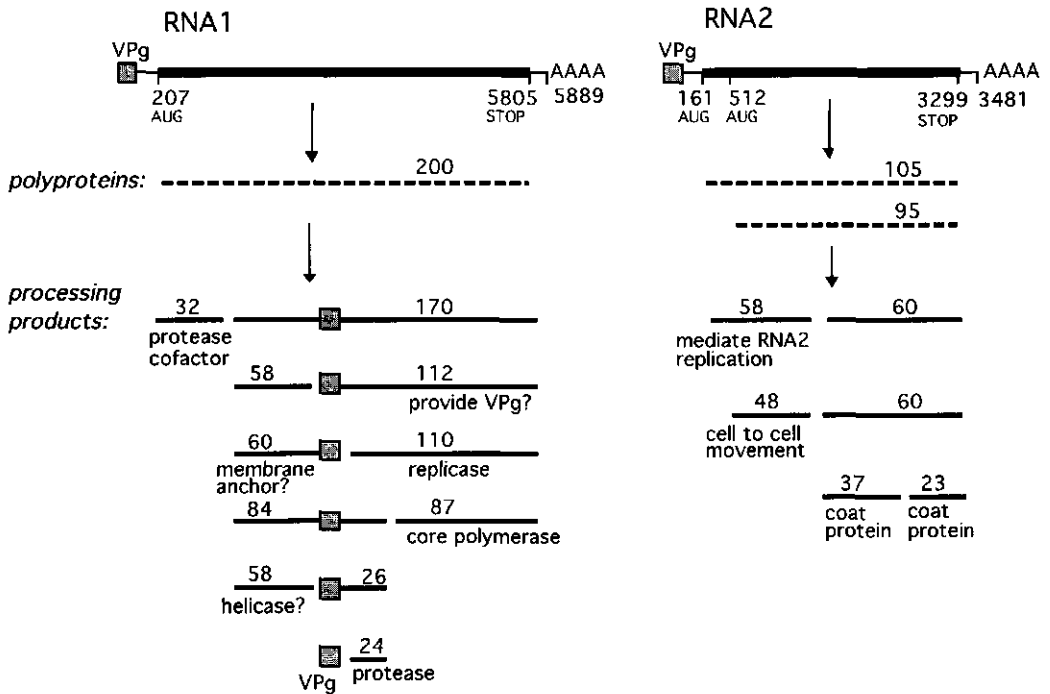 RNA1
RNA2
VPg
VPg
AAAA
AAAA
207
5805
5889
161
512
3299
3481
AUG
STOP
AUG
AUG
STOP
polyproteins:
200
105
95
processing
products:
32
170
58
60
protease
cofactor
mediate RNA2
replication
58
112
provide VPg?
48
60
cell to cell
movement
60
110
membrane
anchor?
replicase
37
23
coat
protein
coat
protein
84
87
core polymerase
58
26
helicase?
24
VPg
protease